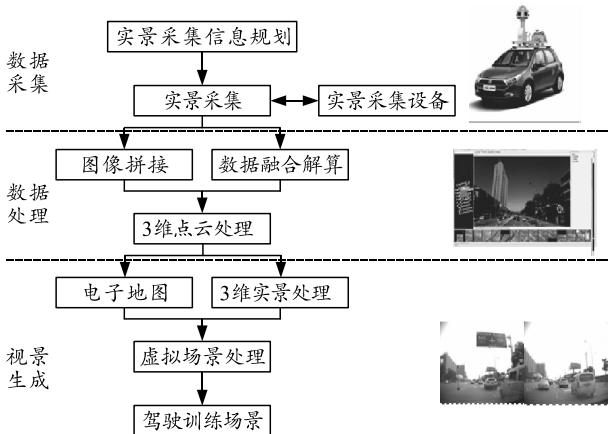 实景采集信息规划
数据
采集
实景采集
实景采集设备
图像拼接
数据融合解算
数据
处理
3维点云处理
电子地图
3维实景处理
视景
生成
虚拟场景处理
驾驶训练场景